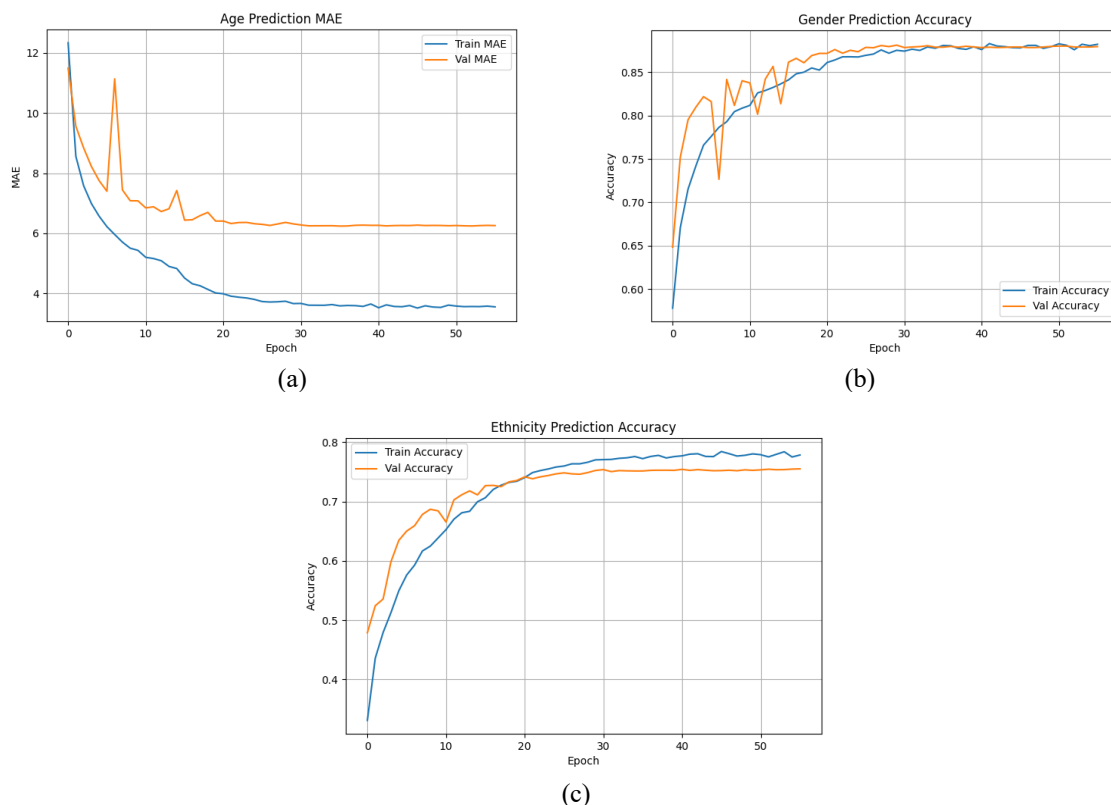 Age Prediction MAE
Train MAE
Val MAE
12
10
8
6
4
MAE
0 10 20 30 40 50
Epoch
(a)
Gender Prediction Accuracy
0.85
0.80
0.75
0.70
0.65
0.60
Accuracy
Train Accuracy
Val Accuracy
0 10 20 30 40 50
Epoch
(b)
Ethnicity Prediction Accuracy
Train Accuracy
Val Accuracy
0.8
0.7
0.6
0.5
0.4
Accuracy
0 10 20 30 40 50
Epoch
(c)